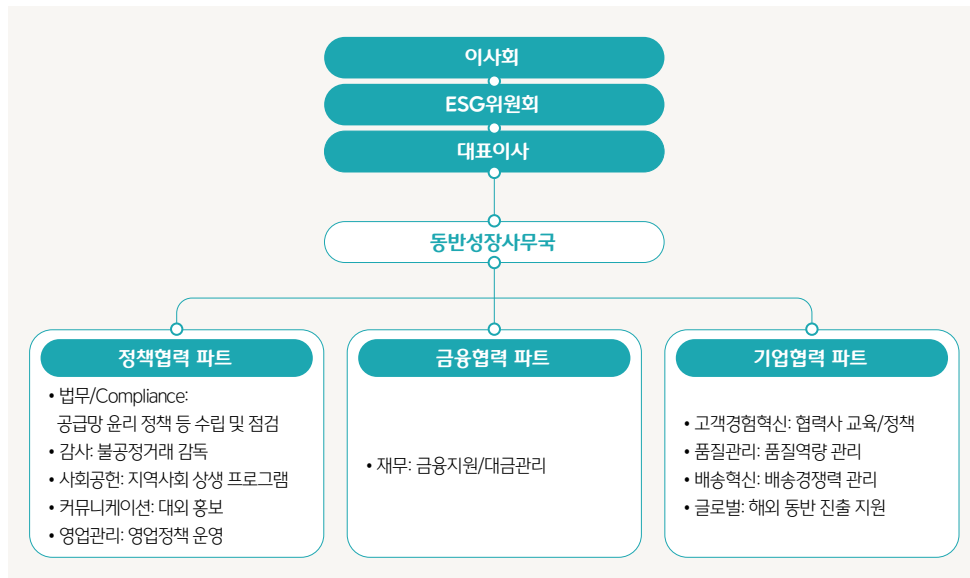 이사회
ESG위원회
대표이사
동반성장사무국
정책협력 파트
• 법무/Compliance:
공급망 윤리 정책 등 수립 및 점검
• 감사: 불공정거래 감독
• 사회공헌: 지역사회 상생 프로그램
• 커뮤니케이션: 대외 홍보
• 영업관리: 영업정책 운영
금융협력 파트
• 재무: 금융지원/대금관리
기업협력 파트
• 고객경험혁신: 협력사 교육/정책
• 품질관리: 품질역량 관리
• 배송혁신: 배송경쟁력 관리
• 글로벌: 해외 동반 진출 지원